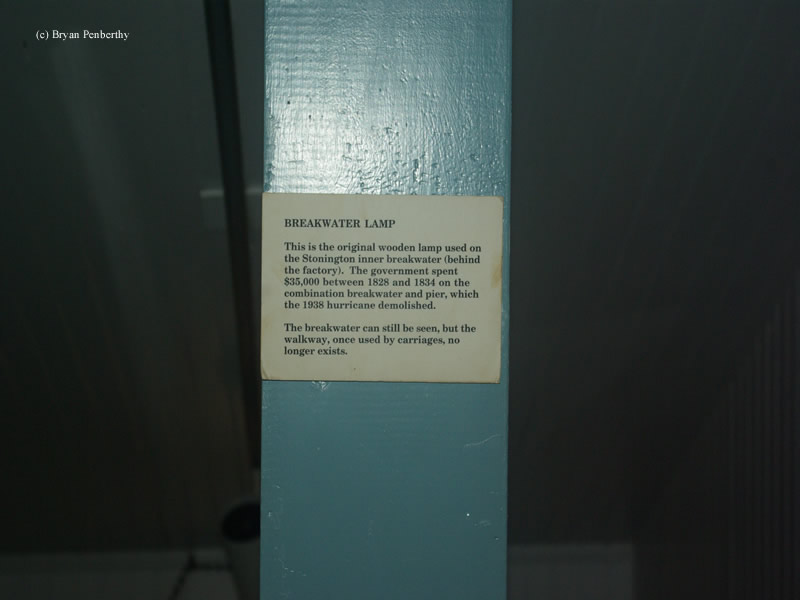 (c) Bryan Penberthy
BREAKWATER LAMP
This is the original wooden lamp used on
the Stonington inner breakwater (behind
the factory).  The government spent
$35,000 between 1828 and 1834 on the
combination breakwater and pier, which
the 1938 hurricane demolished.
The breakwater can still be seen, but the
walkway, once used by carriages, no
longer exists.